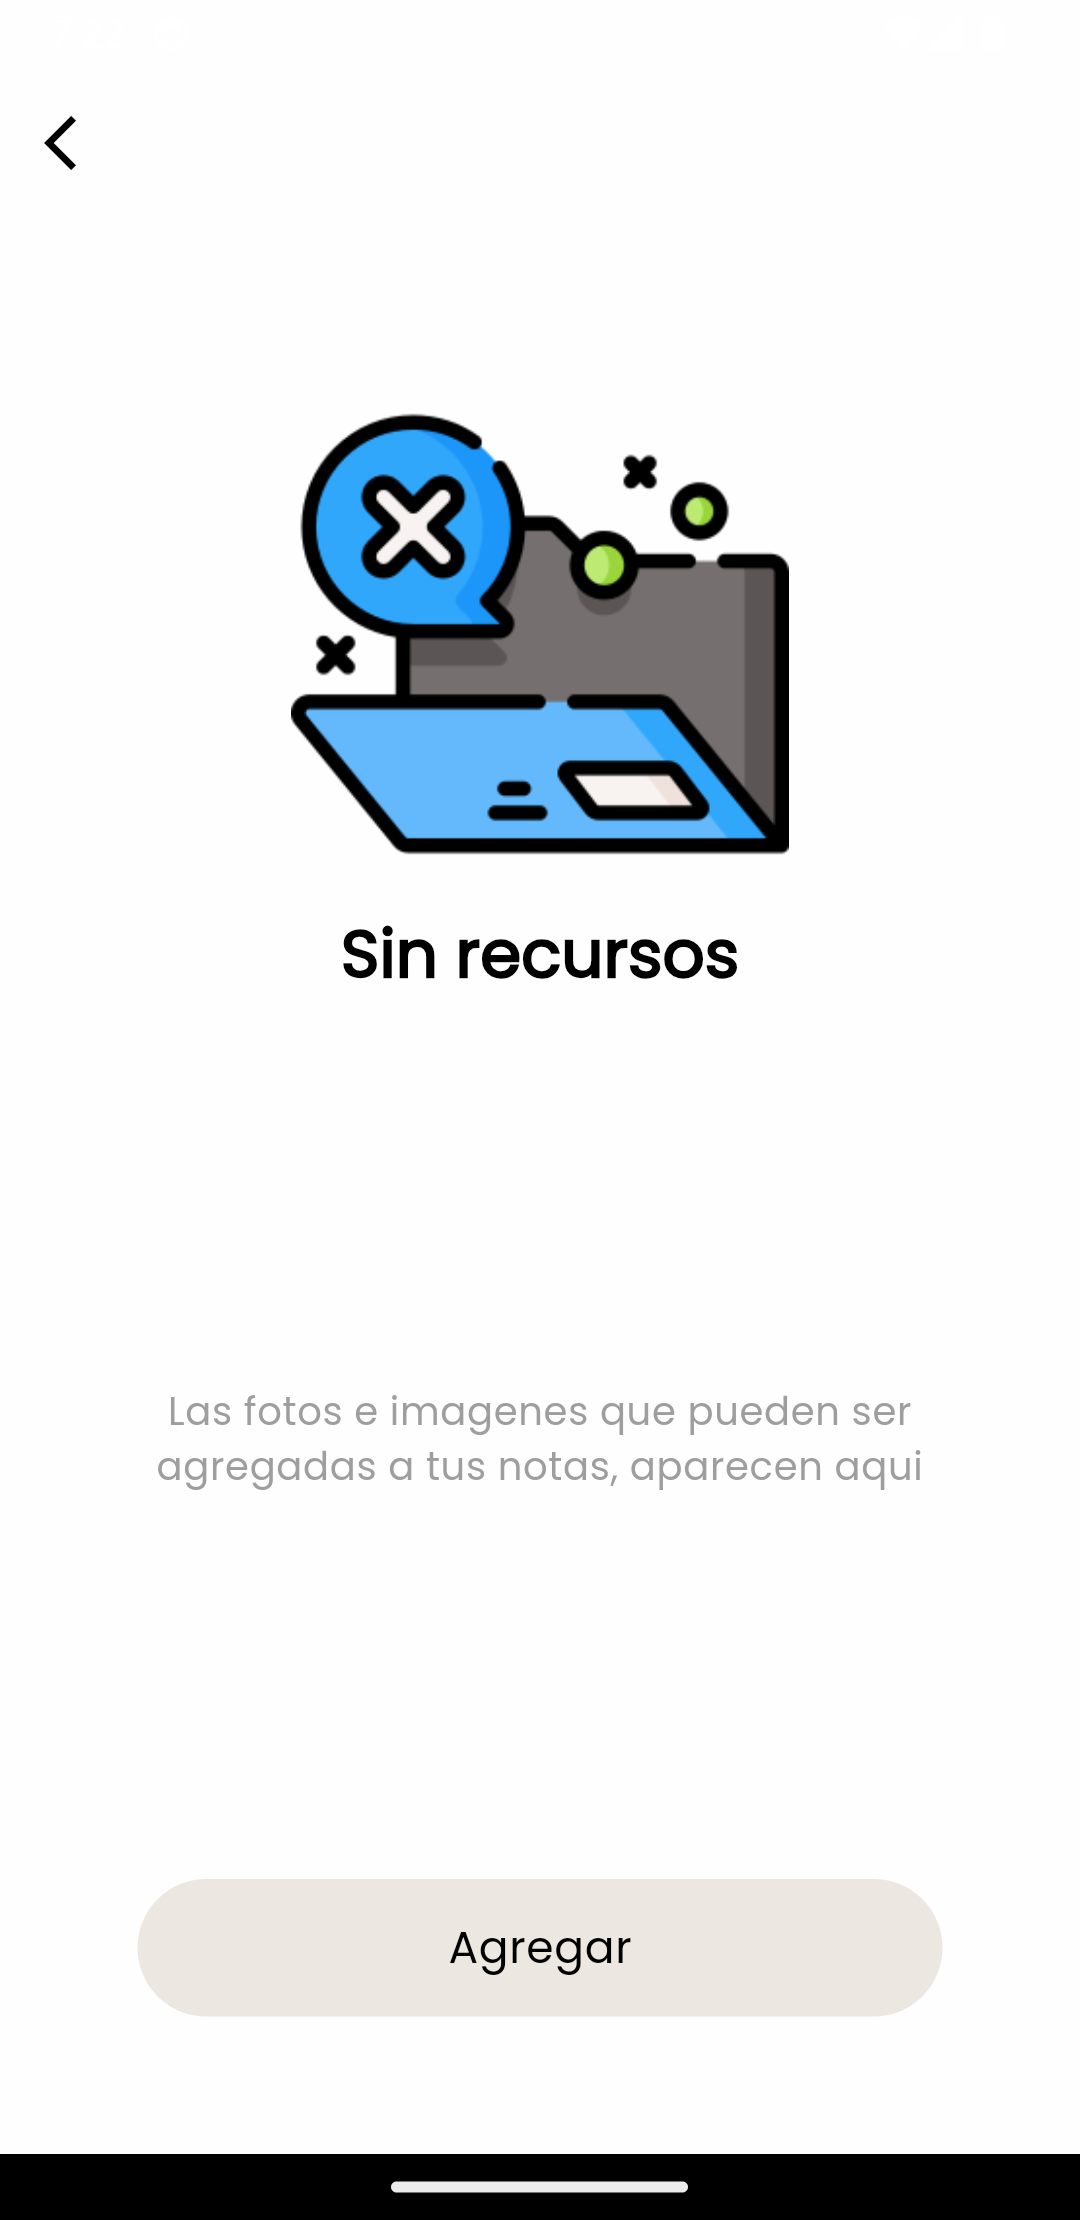 Sin recursos
Las fotos e imagenes que pueden ser
agregadas a tus notas, aparecen aqui
Agregar